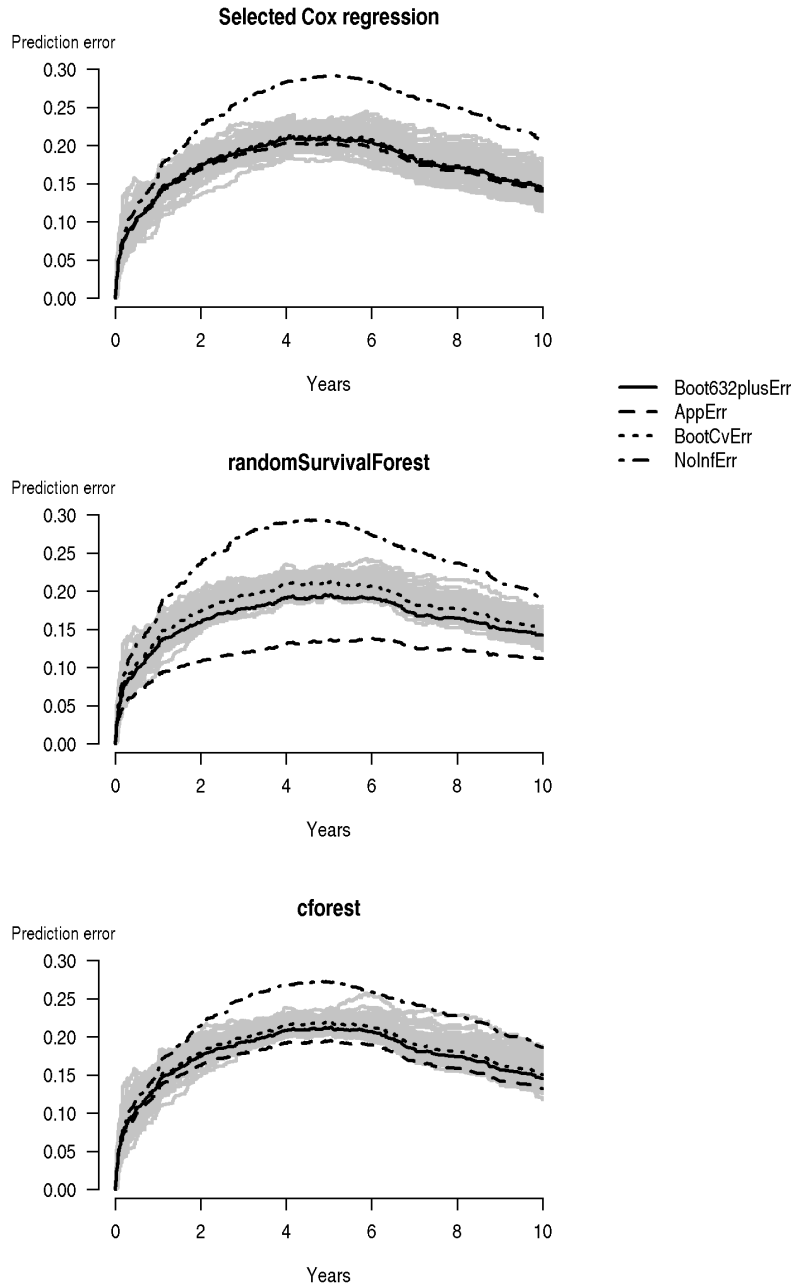 Selected Cox regression
Prediction error
0.30
0.25
0.20
0.15
0.10
0.05
0.00
0 2 4 6 8 10
Years
Boot632plusErr
AppErr
BootCvErr
NoInfErr
randomSurvivalForest
Prediction error
0.30
0.25
0.20
0.15
0.10
0.05
0.00
0 2 4 6 8 10
Years
cforest
Prediction error
0.30
0.25
0.20
0.15
0.10
0.05
0.00
0 2 4 6 8 10
Years